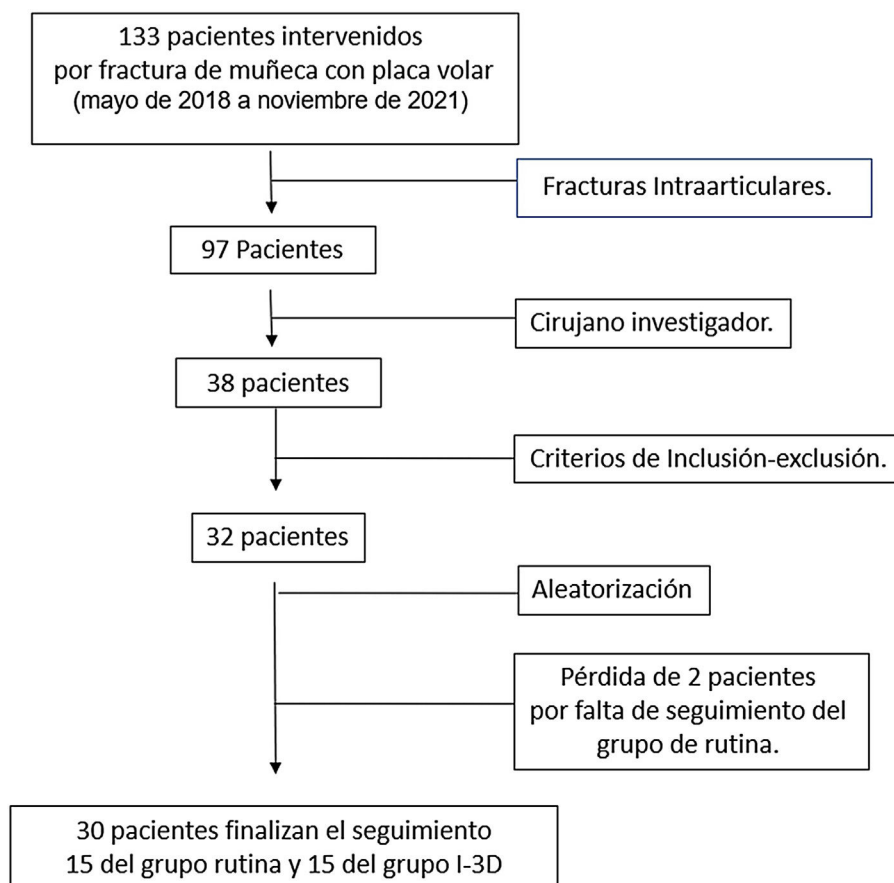 133 pacientes intervenidos
por fractura de muñeca con placa volar
(mayo de 2018 a noviembre de 2021)
Fracturas Intraarticulares.
97 Pacientes
Cirujano investigador.
38 pacientes
Criterios de Inclusión-exclusión.
32 pacientes
Aleatorización
Pérdida de 2 pacientes
por falta de seguimiento del
grupo de rutina.
30 pacientes finalizan el seguimiento
15 del grupo rutina y 15 del grupo I-3D